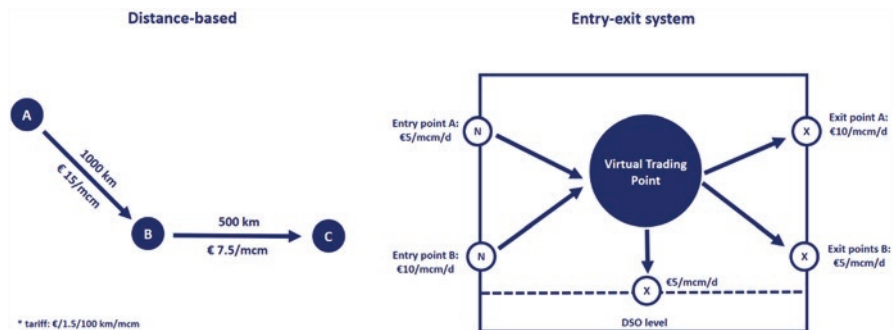 Distance-based
A
1000 km
€ 15/mcm
B
500 km
€ 7.5/mcm
C
* tariff: €/1.5/100 km/mcm
Entry-exit system
Entry point A:
€5/mcm/d
N
Entry point B:
€10/mcm/d
N
Virtual Trading
Point
Exit point A:
€10/mcm/d
X
Exit points B:
€5/mcm/d
X
X
€5/mcm/d
DSO level